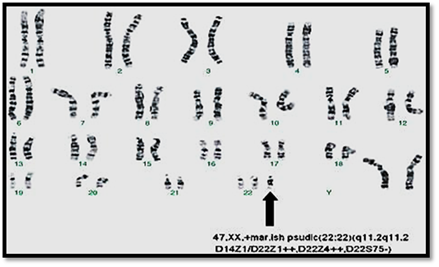 1 2 3 4 5
6 7 8 9 10 11 12
13 14 15 16 17 18
19 20 21 22 Y
47,XX,+mar,ish psudic(22;22)(q11.2q11.2
D14Z1/D22Z1++,D22Z4++,D22S75-)